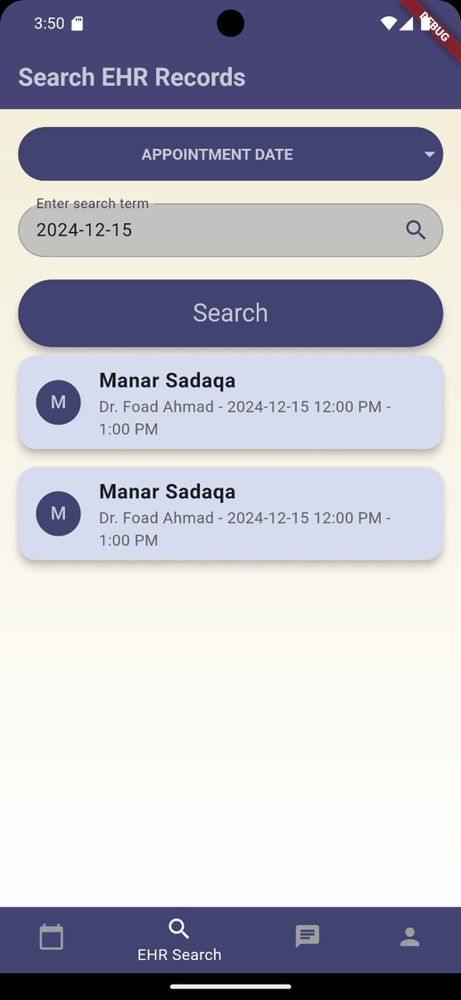 3:50
DEBUG
Search EHR Records
APPOINTMENT DATE
Enter search term
2024-12-15
Search
M
Manar Sadaqa
Dr. Foad Ahmad - 2024-12-15 12:00 PM -
1:00 PM
M
Manar Sadaqa
Dr. Foad Ahmad - 2024-12-15 12:00 PM -
1:00 PM
EHR Search